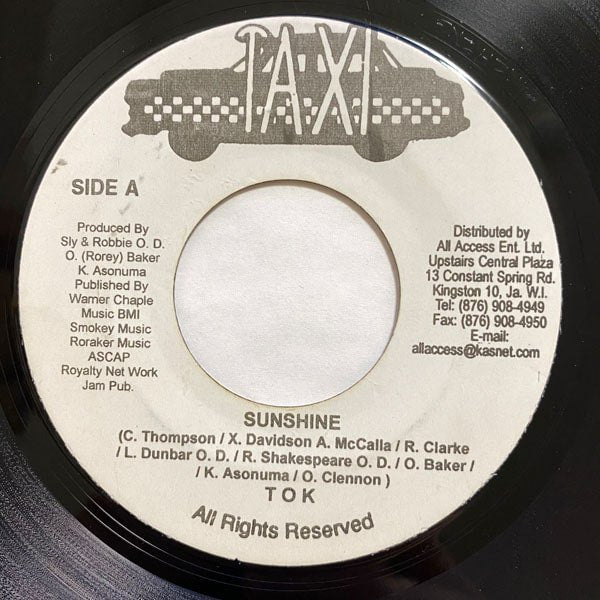 TAXI
SIDE A
Produced By
Sly & Robbie O. D.
O. (Rorey) Baker
K. Asonuma
Published By
Warner Chaple
Music BMI
Smokey Music
Roraker Music
ASCAP
Royalty Net Work
Jam Pub.
Distributed by
All Access Ent. Ltd.
Upstairs Central Plaza
13 Constant Spring Rd.
Kingston 10, Ja. W.I.
Tel: (876) 908-4949
Fax: (876) 908-4950
E-mail:
allaccess@kasnet.com
SUNSHINE
(C. Thompson / X. Davidson A. McCalla / R. Clarke
/ L. Dunbar O. D. / R. Shakespeare O. D. / O. Baker /
/ K. Asonuma / O. Clennon )
T O K
All Rights Reserved